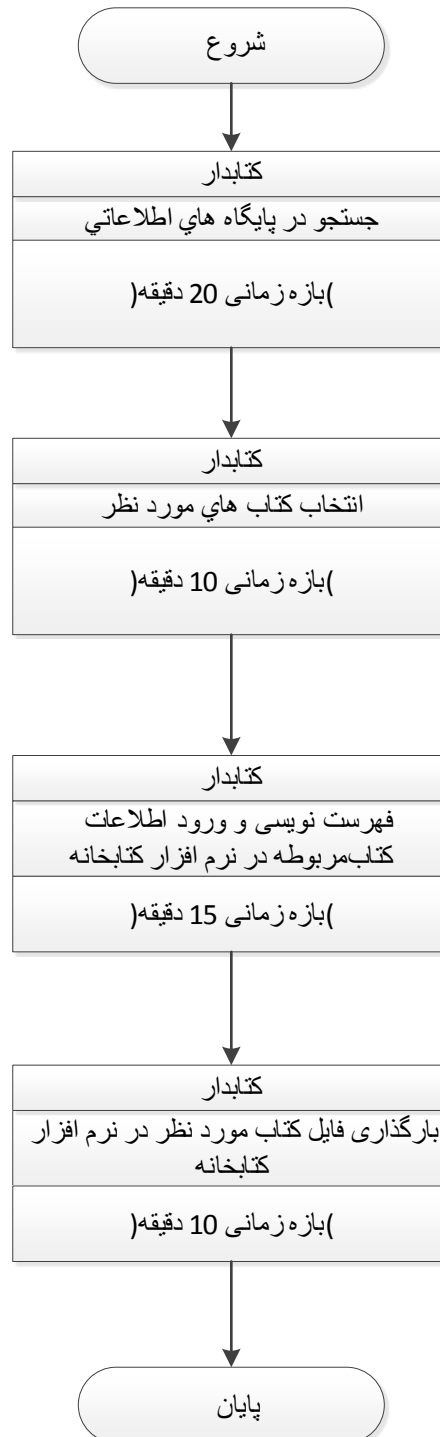 شروع
کتابدار
جستجو در پايگاه هاي اطلاعاتي
)بازه زمانی 20 دقیقه(
کتابدار
انتخاب کتاب هاي مورد نظر
)بازه زمانی 10 دقیقه(
کتابدار
فهرست نویسی و ورود اطلاعات
کتاب‌مربوطه در نرم افزار کتابخانه
)بازه زمانی 15 دقیقه(
کتابدار
بارگذاری فایل کتاب مورد نظر در نرم افزار
کتابخانه
)بازه زمانی 10 دقیقه(
پایان